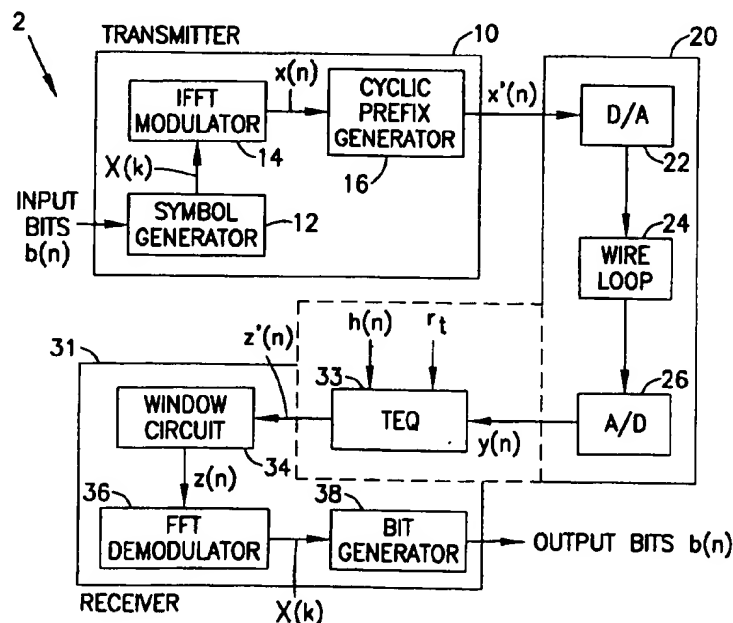 2
TRANSMITTER
10
20
x(n)
IFFT
MODULATOR
14
CYCLIC
PREFIX
GENERATOR
16
x'(n)
D/A
22
X(k)
INPUT
BITS
b(n)
SYMBOL
GENERATOR
12
24
WIRE
LOOP
h(n)
r_t
z'(n)
31
33
TEQ
y(n)
26
A/D
WINDOW
CIRCUIT
34
z(n)
36
FFT
DEMODULATOR
38
BIT
GENERATOR
OUTPUT BITS b(n)
X(k)
RECEIVER